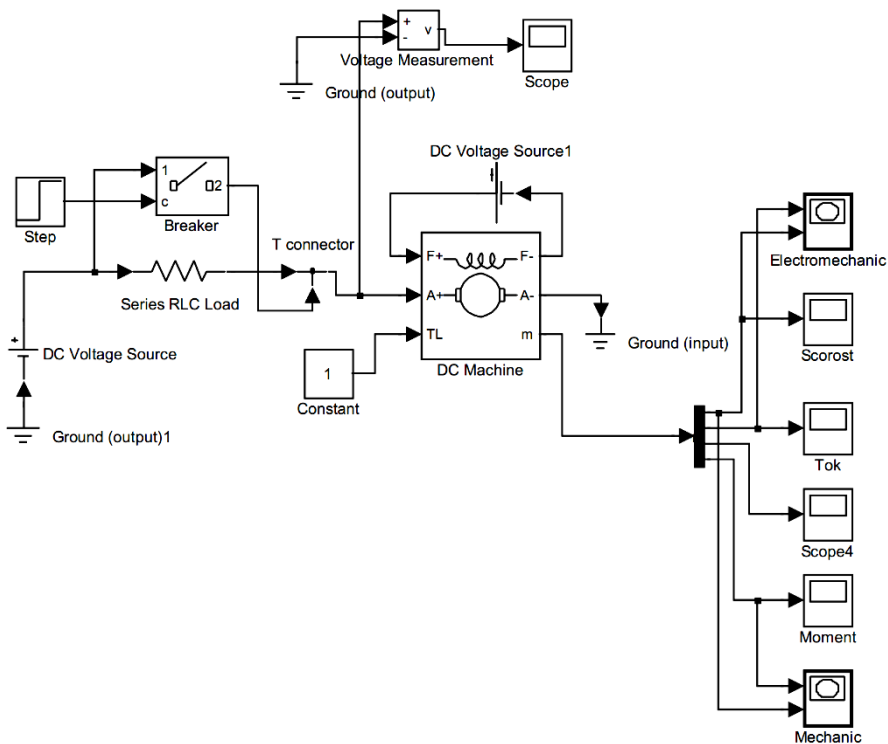 +
-
v
Voltage Measurement
Scope
Ground (output)
DC Voltage Source1
+
1
c
2
Breaker
Step
T connector
F+
F-
A+
A-
TL
m
DC Machine
Series RLC Load
Electromechanic
+
DC Voltage Source
Ground (input)
Scorost
1
Constant
Ground (output)1
Tok
Scope4
Moment
Mechanic